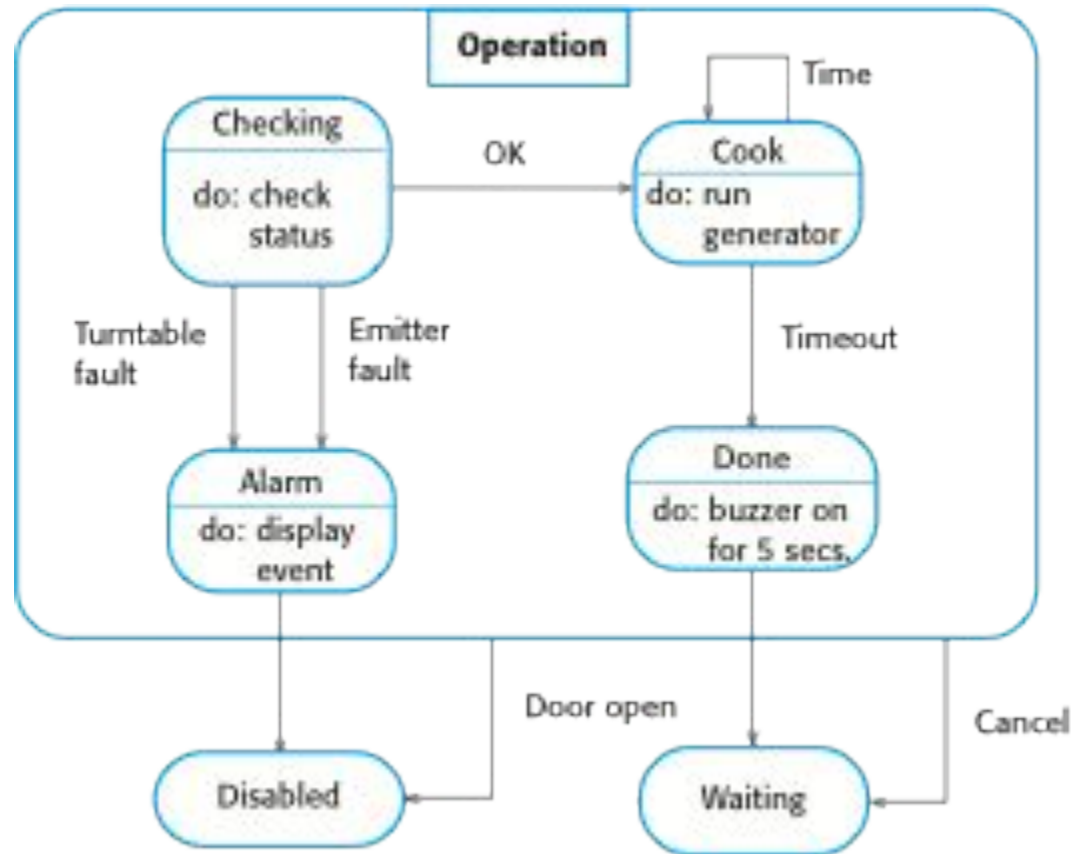 Operation
Time
Checking
do: check
status
OK
Cook
do: run
generator
Turntable
fault
Emitter
fault
Timeout
Alarm
do: display
event
Done
do: buzzer on
for 5 secs.
Door open
Cancel
Disabled
Waiting